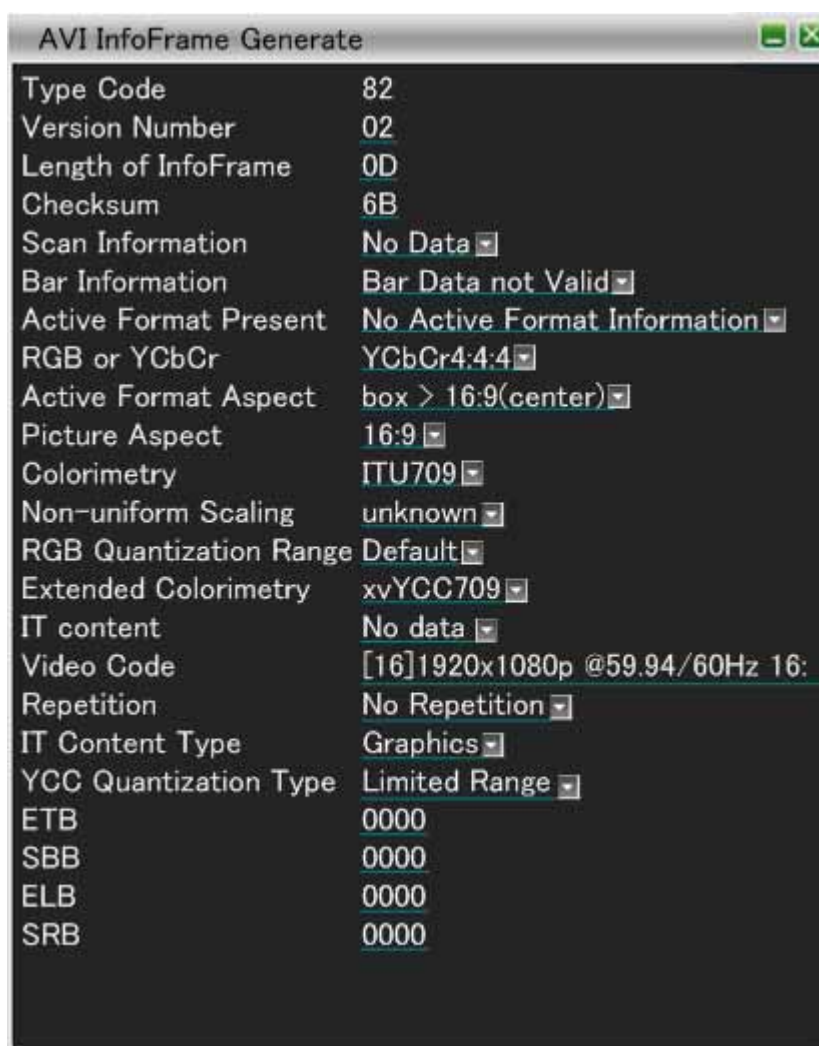 AVI InfoFrame Generate
Type Code 82
Version Number 02
Length of InfoFrame 0D
Checksum 6B
Scan Information No Data
Bar Information Bar Data not Valid
Active Format Present No Active Format Information
RGB or YCbCr YCbCr4:4:4
Active Format Aspect box > 16:9(center)
Picture Aspect 16:9
Colorimetry ITU709
Non-uniform Scaling unknown
RGB Quantization Range Default
Extended Colorimetry xvYCC709
IT content No data
Video Code [16]1920x1080p @59.94/60Hz 16:
Repetition No Repetition
IT Content Type Graphics
YCC Quantization Type Limited Range
ETB 0000
SBB 0000
ELB 0000
SRB 0000